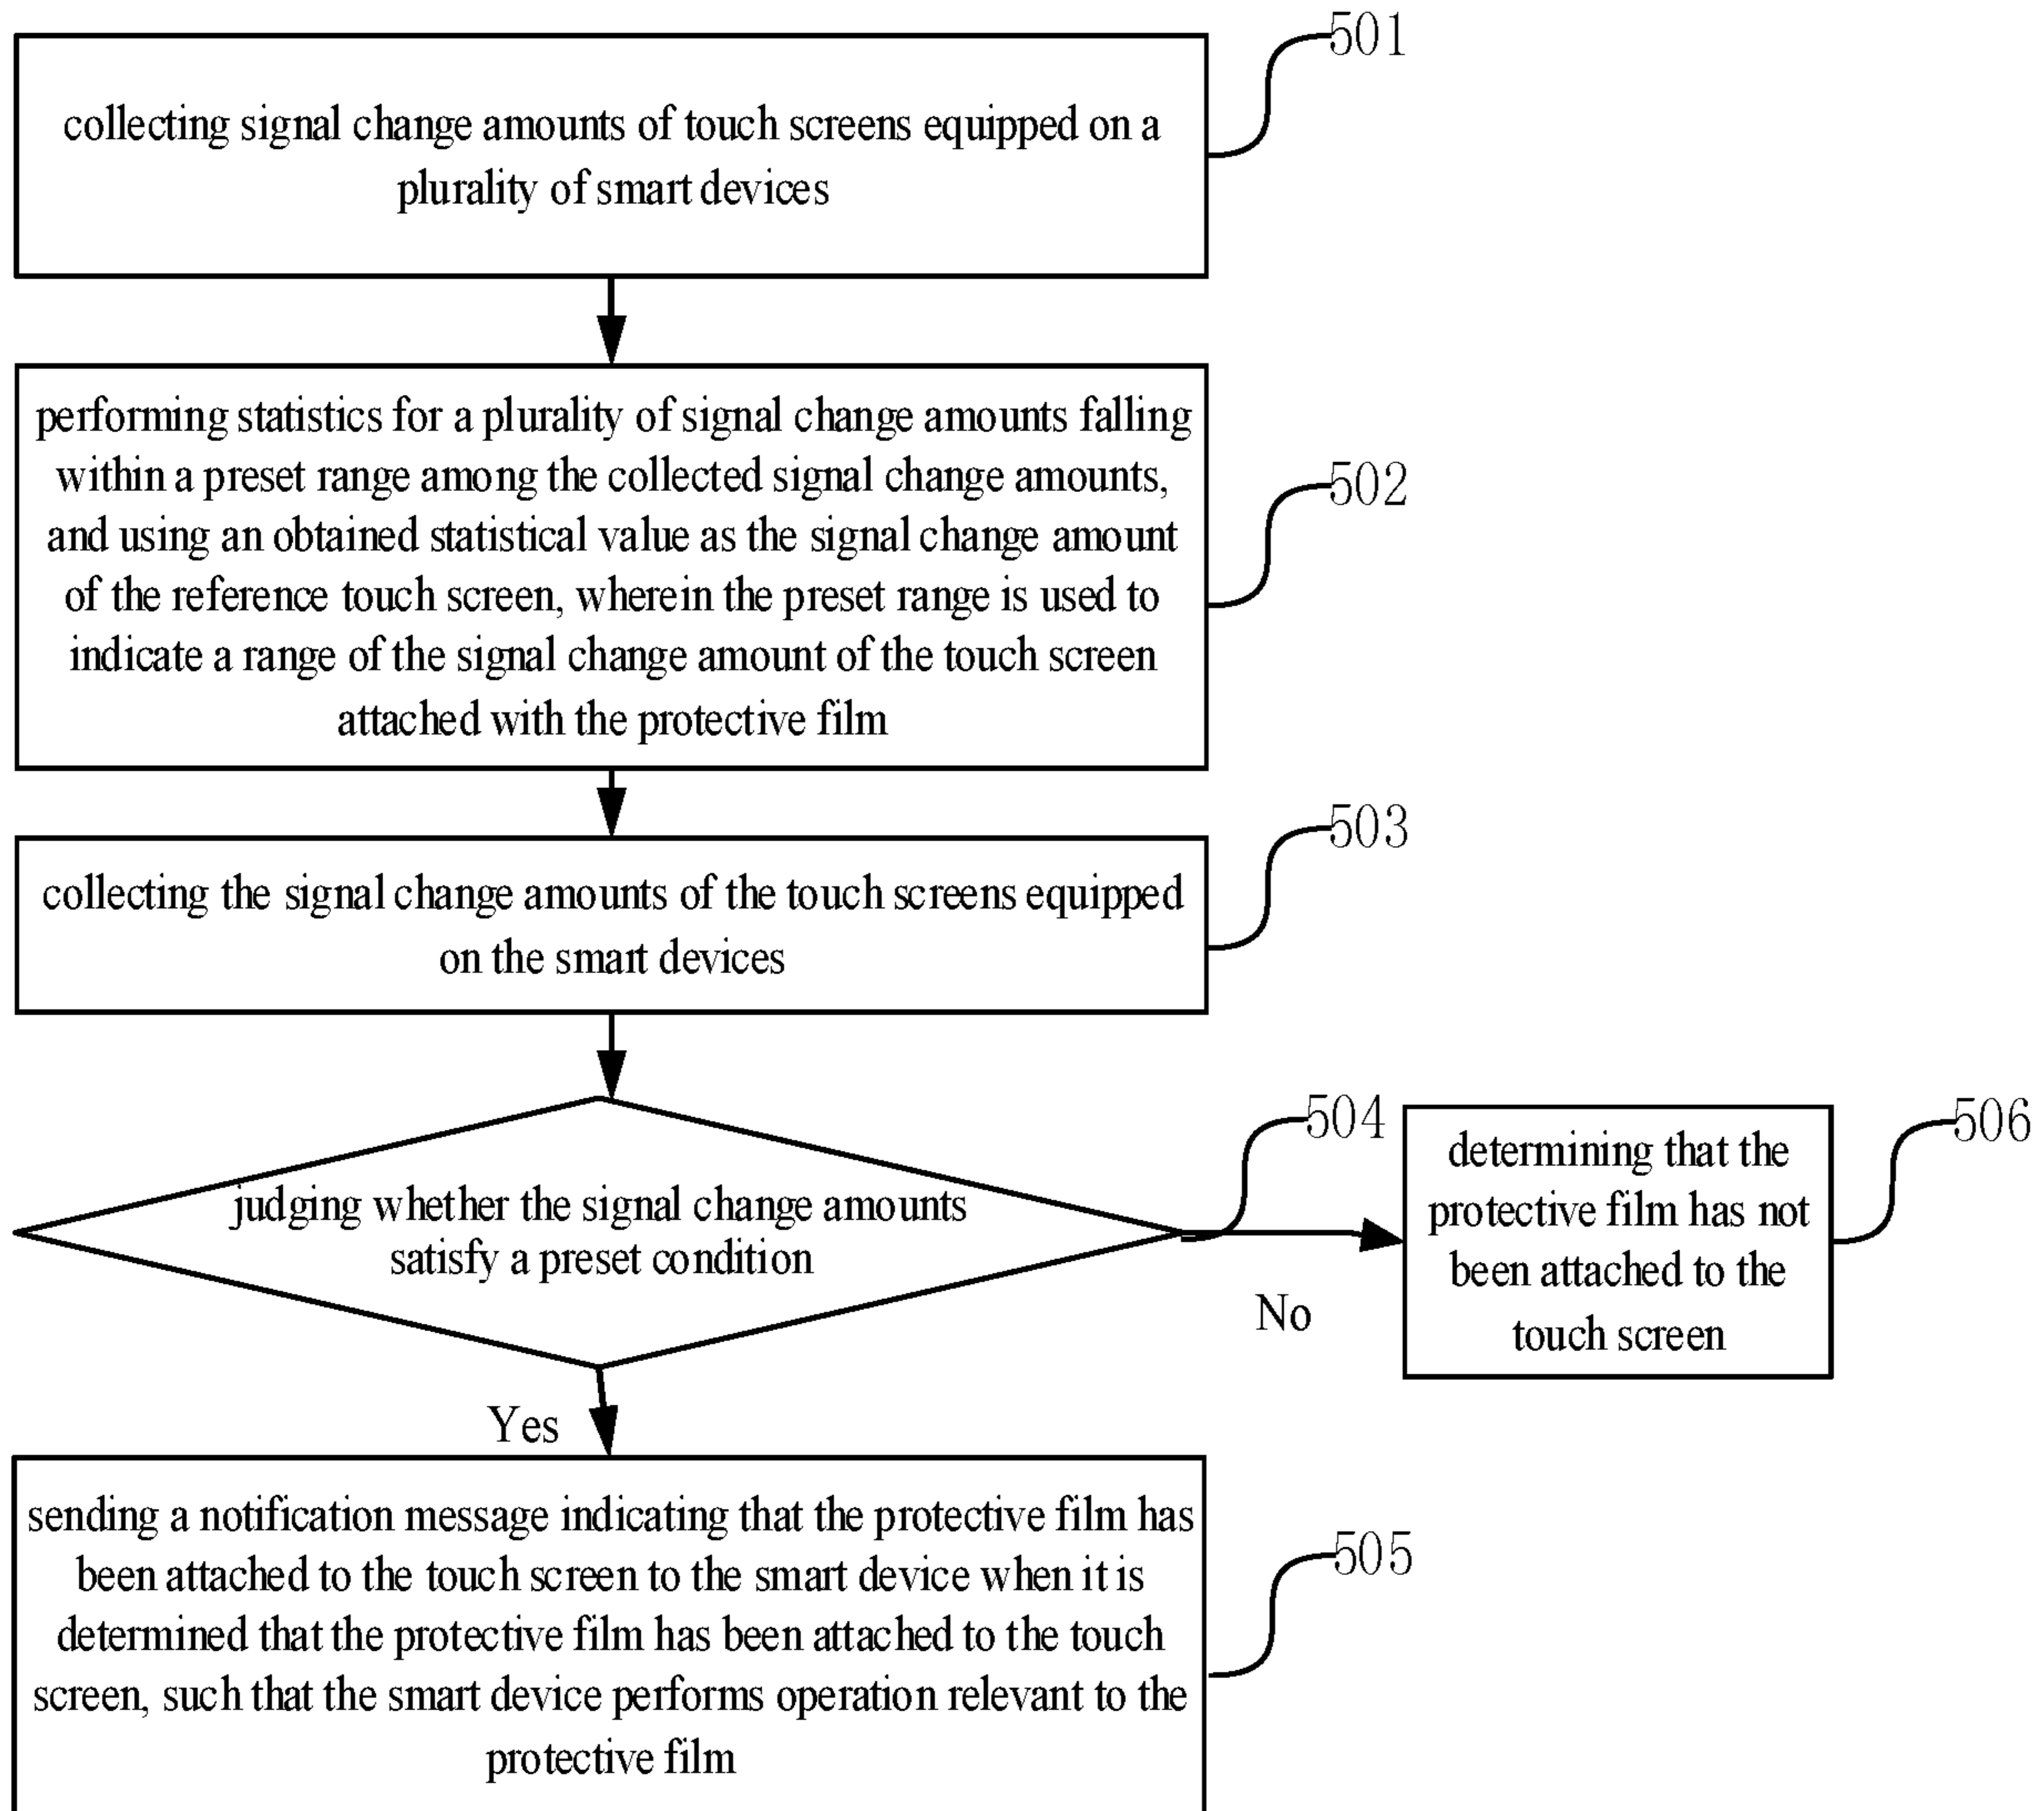 501
collecting signal change amounts of touch screens equipped on a
plurality of smart devices
performing statistics for a plurality of signal change amounts falling
within a preset range among the collected signal change amounts,
and using an obtained statistical value as the signal change amount
of the reference touch screen, wherein the preset range is used to
indicate a range of the signal change amount of the touch screen
attached with the protective film
502
503
collecting the signal change amounts of the touch screens equipped
on the smart devices
504
judging whether the signal change amounts
satisfy a preset condition
506
determining that the
protective film has not
been attached to the
touch screen
No
Yes
sending a notification message indicating that the protective film has
been attached to the touch screen to the smart device when it is
determined that the protective film has been attached to the touch
screen, such that the smart device performs operation relevant to the
protective film
505